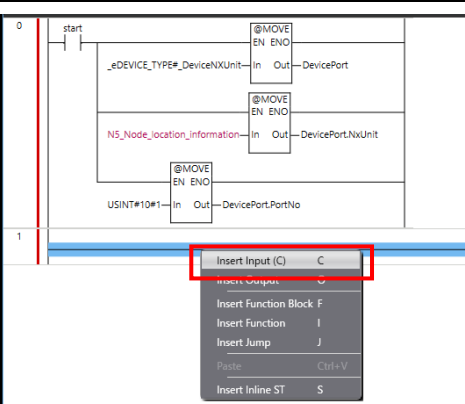 0
start
@MOVE
EN ENO
_eDEVICE_TYPE#_DeviceNXUnit In Out DevicePort
@MOVE
EN ENO
N5_Node_location_information In Out DevicePort.NxUnit
@MOVE
EN ENO
USINT#10#1 In Out DevicePort.PortNo
1
Insert Input (C) C
Insert Output O
Insert Function Block F
Insert Function I
Insert Jump J
Paste Ctrl+V
Insert Inline ST S